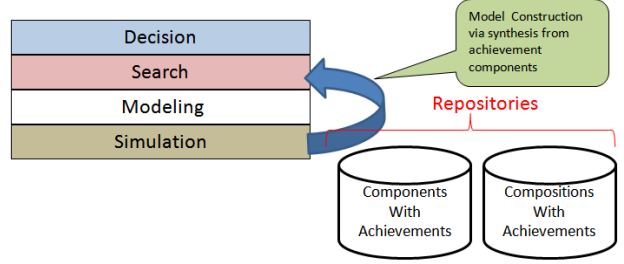 Decision
Search
Modeling
Simulation
Model Construction
via synthesis from
achievement
components
Repositories
Components
With
Achievements
Compositions
With
Achievements